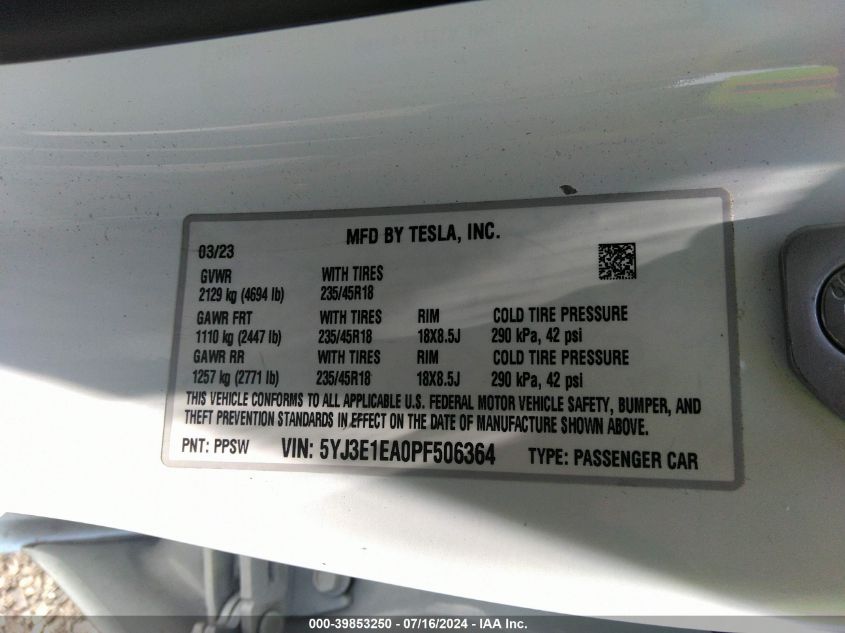 MFD BY TESLA, INC.
03/23
GVWR WITH TIRES
2129 kg (4694 lb) 235/45R18
GAWR FRT WITH TIRES RIM COLD TIRE PRESSURE
1110 kg (2447 lb) 235/45R18 18X8.5J 290 kPa, 42 psi
GAWR RR WITH TIRES RIM COLD TIRE PRESSURE
1257 kg (2771 lb) 235/45R18 18X8.5J 290 kPa, 42 psi
THIS VEHICLE CONFORMS TO ALL APPLICABLE U.S. FEDERAL MOTOR VEHICLE SAFETY, BUMPER, AND
THEFT PREVENTION STANDARDS IN EFFECT ON THE DATE OF MANUFACTURE SHOWN ABOVE.
PNT: PPSW VIN: 5YJ3E1EA0PF506364 TYPE: PASSENGER CAR
000-39853250 - 07/16/2024 - IAA Inc.